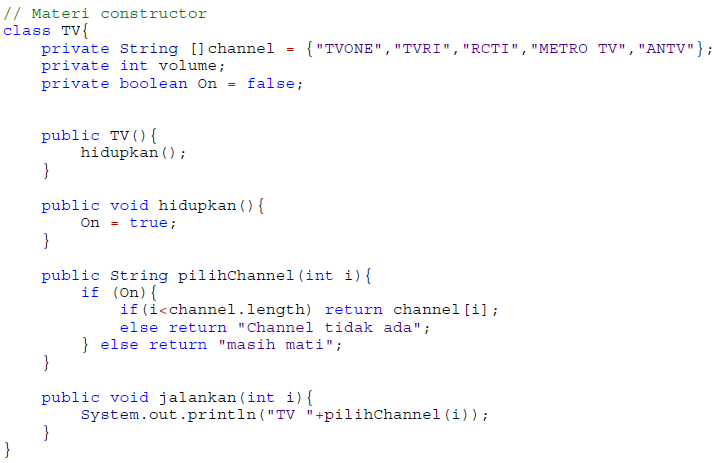 // Materi constructor
class TV{
    private String []channel = {"TVONE","TVRI","RCTI","METRO TV","ANTV"};
    private int volume;
    private boolean On = false;


    public TV(){
        hidupkan();
    }

    public void hidupkan(){
        On = true;
    }

    public String pilihChannel(int i){
        if (On){
            if(i<channel.length) return channel[i];
            else return "Channel tidak ada";
        } else return "masih mati";
    }

    public void jalankan(int i){
        System.out.println("TV "+pilihChannel(i));
    }
}